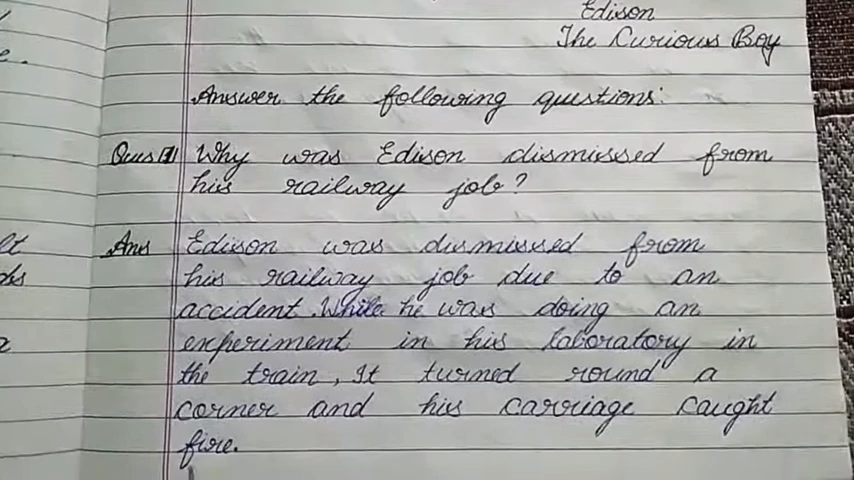 Edison
The Curious Boy
Answer the following questions:
Ques 1 Why was Edison dismissed from
his railway job?
Ans Edison was dismissed from
his railway job due to an
accident. While he was doing an
experiment in his laboratory in
the train, It turned round a
corner and his carriage caught
fire.